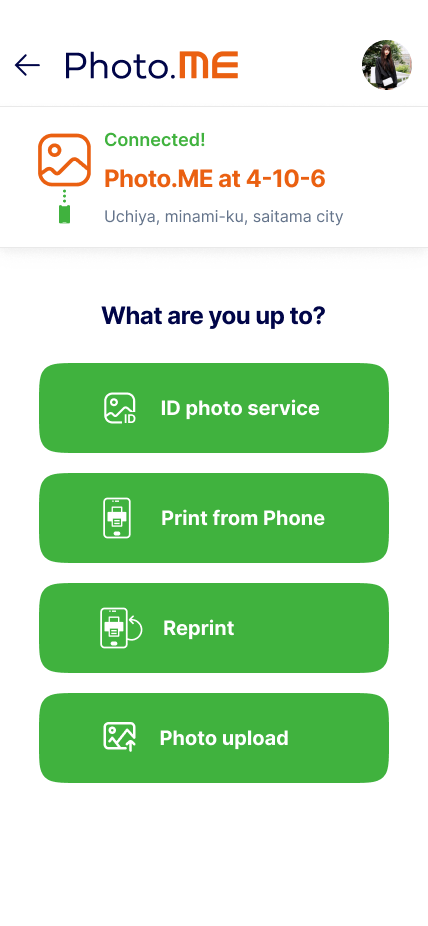 Photo.ME
Connected!
Photo.ME at 4-10-6
Uchiya, minami-ku, saitama city
What are you up to?
ID
ID photo service
Print from Phone
Reprint
Photo upload